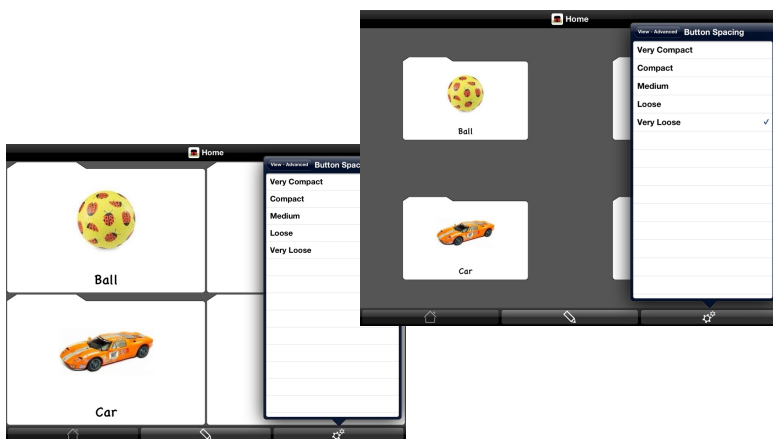 Home
View - Advanced Button Spacing
Very Compact
Compact
Medium
Loose
Very Loose
Ball
Car
Home
View - Advanced Button Spac
Very Compact
Compact
Medium
Loose
Very Loose
Ball
Car